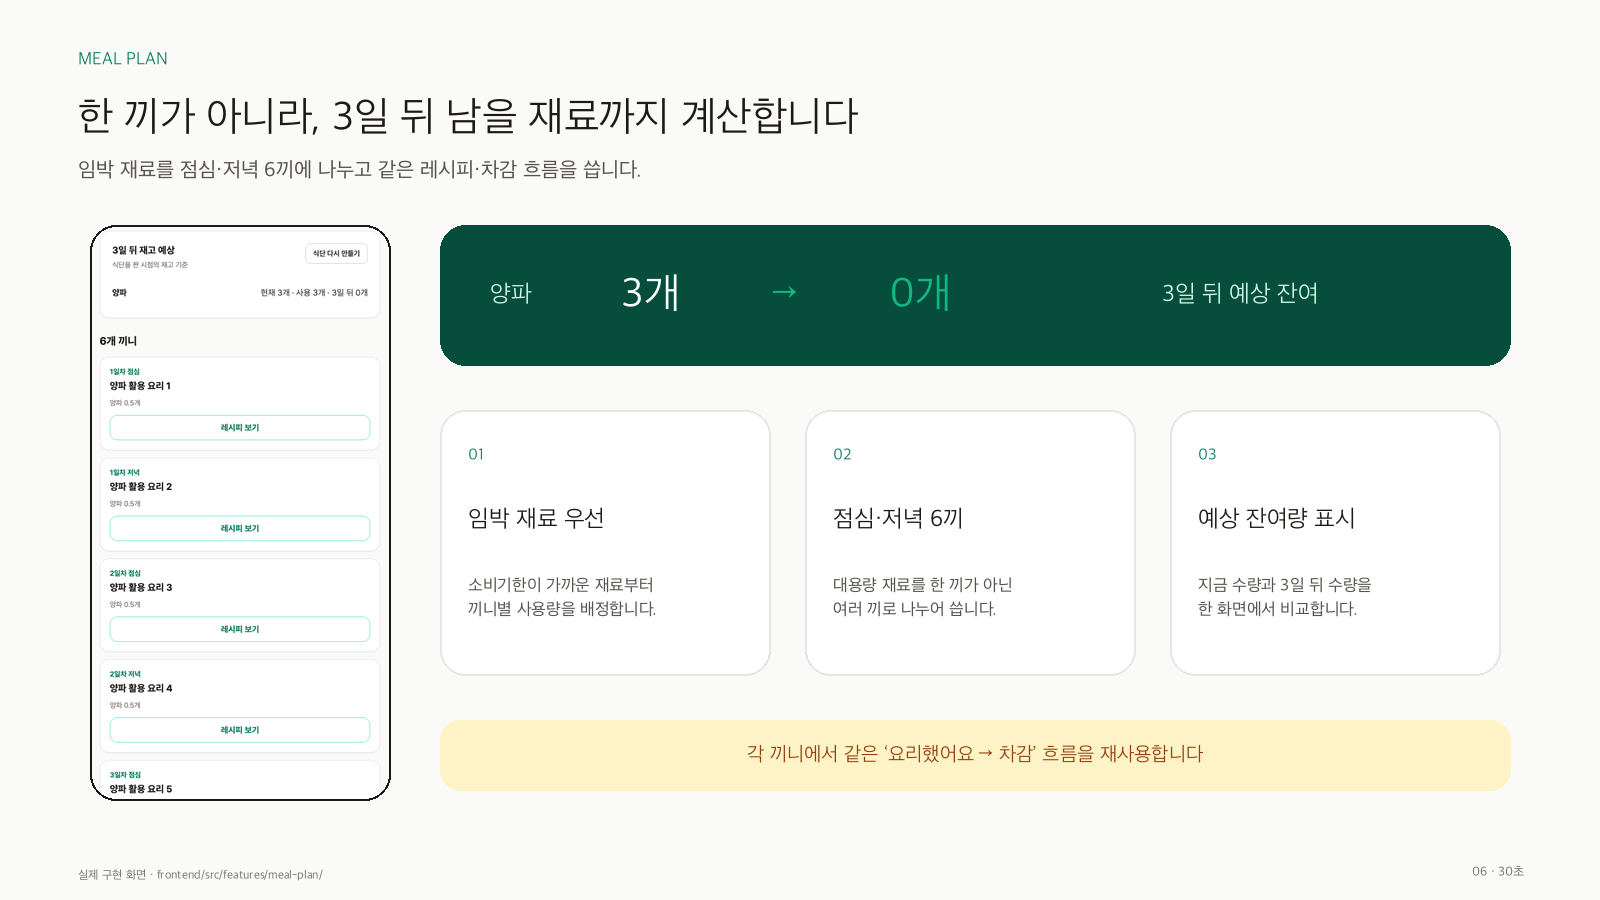 MEAL PLAN
한 끼가 아니라, 3일 뒤 남을 재료까지 계산합니다
임박 재료를 점심·저녁 6끼에 나누고 같은 레시피·차감 흐름을 씁니다.
3일 뒤 재고 예상
식단 다시 만들기
식단을 짠 시점의 재고 기준
양파
현재 3개 · 사용 3개 · 3일 뒤 0개
6개 끼니
1일차 점심
양파 활용 요리 1
양파 0.5개
레시피 보기
1일차 저녁
양파 활용 요리 2
양파 0.5개
레시피 보기
2일차 점심
양파 활용 요리 3
양파 0.5개
레시피 보기
2일차 저녁
양파 활용 요리 4
양파 0.5개
레시피 보기
3일차 점심
양파 활용 요리 5
양파 3개 → 0개 3일 뒤 예상 잔여
01
임박 재료 우선
소비기한이 가까운 재료부터
끼니별 사용량을 배정합니다.
02
점심·저녁 6끼
대용량 재료를 한 끼가 아닌
여러 끼로 나누어 씁니다.
03
예상 잔여량 표시
지금 수량과 3일 뒤 수량을
한 화면에서 비교합니다.
각 끼니에서 같은 ‘요리했어요 → 차감’ 흐름을 재사용합니다
실제 구현 화면 · frontend/src/features/meal-plan/
06 · 30초